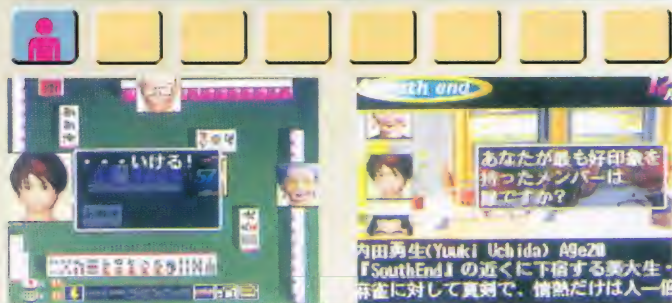 ・・・いける！
South end
あなたが最も好印象を
持ったメンバーは
誰ですか？
内田勇生(Yuuki Uchida) Age20
『SouthEnd』の近くに下宿する美大生・
麻雀に対して真剣で、情熱だけは人一